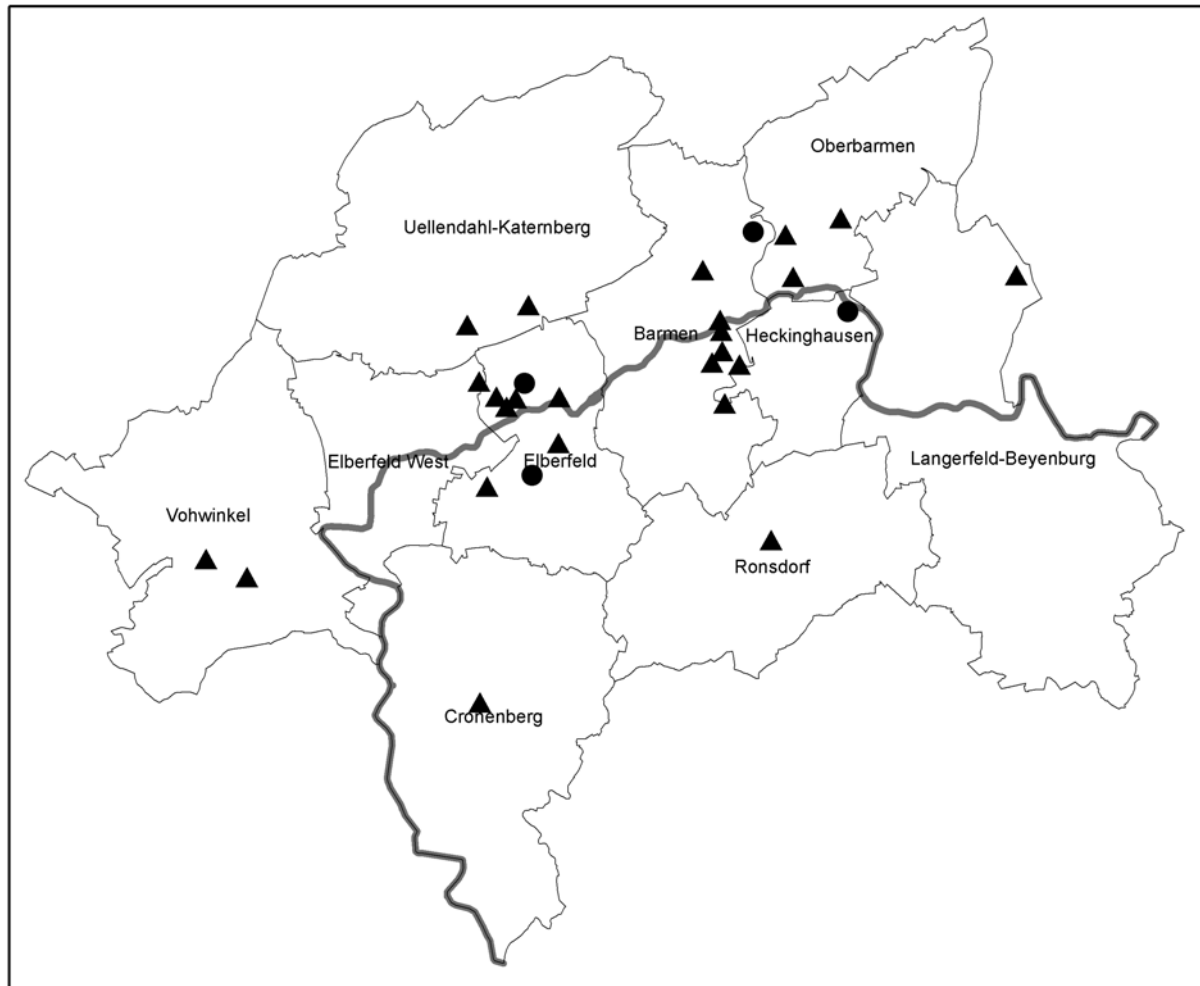 Oberbarmen
Uellendahl-Katernberg
Barmen
Heckinghausen
Elberfeld West
Elberfeld
Langerfeld-Beyenburg
Vohwinkel
Ronsdorf
Cronenberg